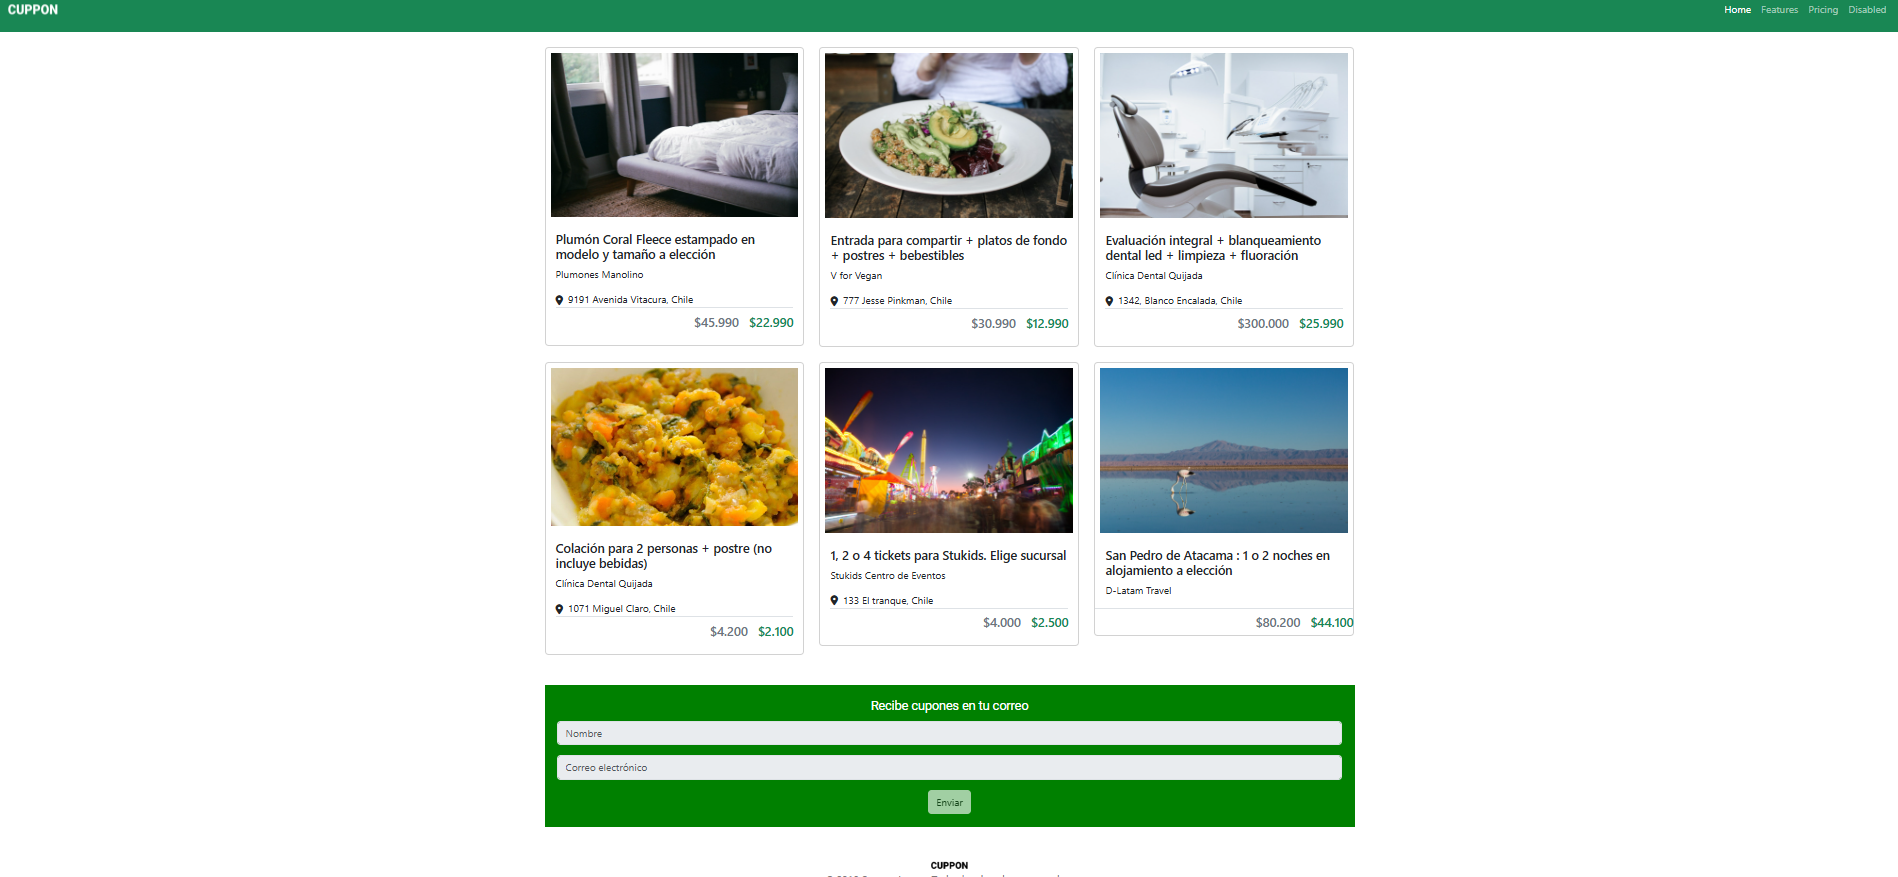 CUPPON
Home Features Pricing Disabled
Plumón Coral Fleece estampado en
modelo y tamaño a elección
Plumones Manolino
9191 Avenida Vitacura, Chile
$45.990 $22.990
Entrada para compartir + platos de fondo
+ postres + bebestibles
V for Vegan
777 Jesse Pinkman, Chile
$30.990 $12.990
Evaluación integral + blanqueamiento
dental led + limpieza + fluoración
Clínica Dental Quijada
1342, Blanco Encalada, Chile
$300.000 $25.990
Colación para 2 personas + postre (no
incluye bebidas)
Clínica Dental Quijada
1071 Miguel Claro, Chile
$4.200 $2.100
1, 2 o 4 tickets para Stukids. Elige sucursal
Stukids Centro de Eventos
133 El tranque, Chile
$4.000 $2.500
San Pedro de Atacama : 1 o 2 noches en
alojamiento a elección
D-Latam Travel
$80.200 $44.100
Recibe cupones en tu correo
Nombre
Correo electrónico
Enviar
CUPPON